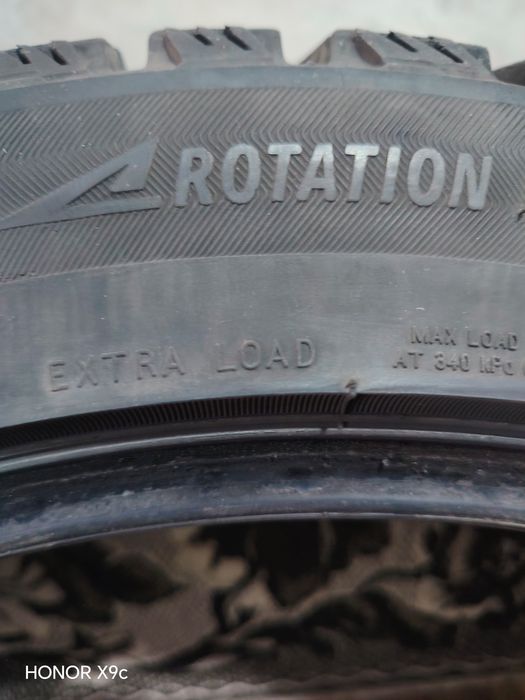 ROTATION
EXTRA LOAD
MAX LOAD
AT 340 kPa
HONOR X9c